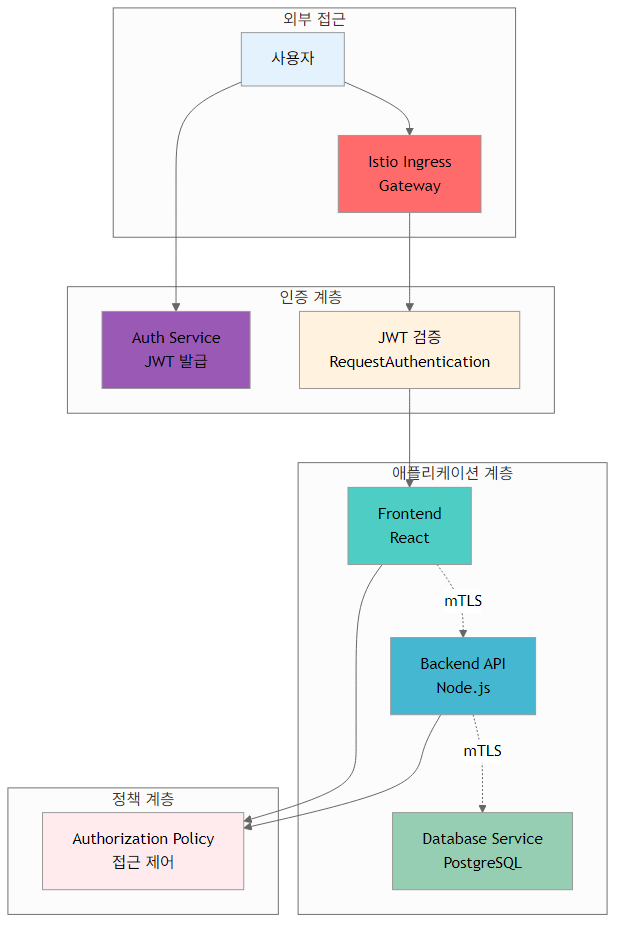 외부 접근
사용자
Istio Ingress
Gateway
인증 계층
Auth Service
JWT 발급
JWT 검증
RequestAuthentication
애플리케이션 계층
Frontend
React
mTLS
Backend API
Node.js
mTLS
정책 계층
Authorization Policy
접근 제어
Database Service
PostgreSQL